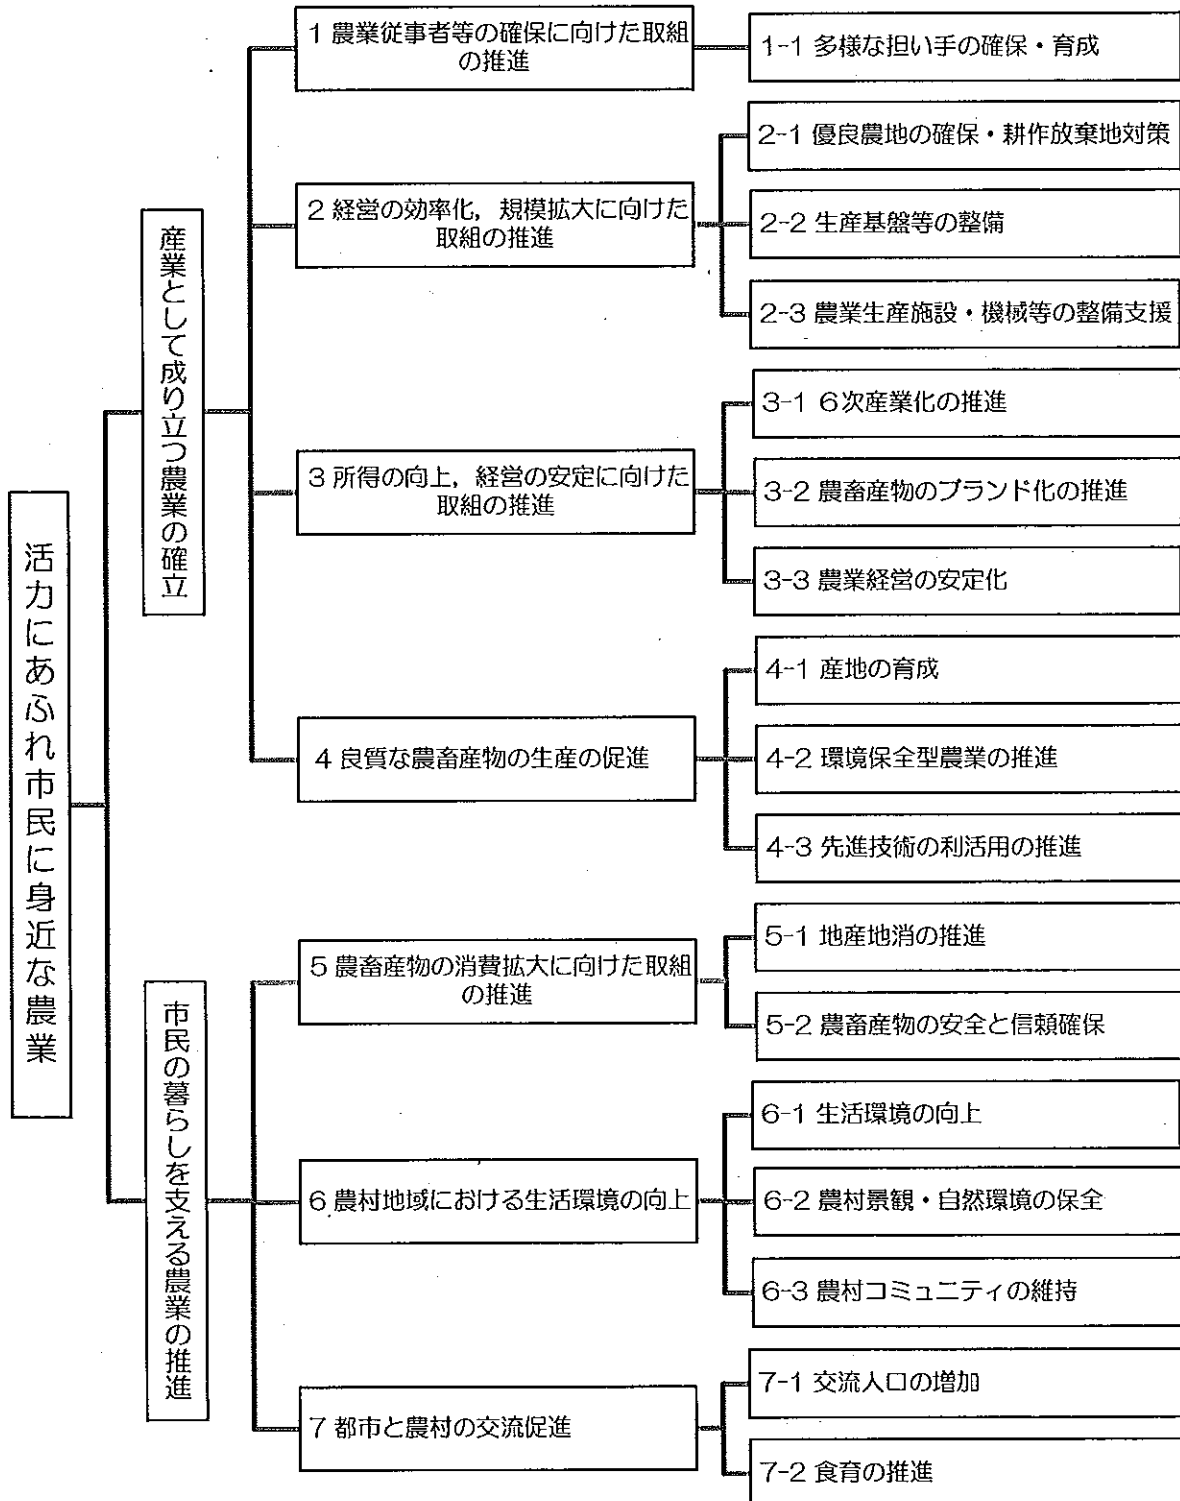 活力にあふれ市民に身近な農業
産業として成り立つ農業の確立
1 農業従事者等の確保に向けた取組
の推進
1-1 多様な担い手の確保・育成
2 経営の効率化，規模拡大に向けた
取組の推進
2-1 優良農地の確保・耕作放棄地対策
2-2 生産基盤等の整備
2-3 農業生産施設・機械等の整備支援
3 所得の向上，経営の安定に向けた
取組の推進
3-1 6次産業化の推進
3-2 農畜産物のブランド化の推進
3-3 農業経営の安定化
4 良質な農畜産物の生産の促進
4-1 産地の育成
4-2 環境保全型農業の推進
4-3 先進技術の利活用の推進
市民の暮らしを支える農業の推進
5 農畜産物の消費拡大に向けた取組
の推進
5-1 地産地消の推進
5-2 農畜産物の安全と信頼確保
6 農村地域における生活環境の向上
6-1 生活環境の向上
6-2 農村景観・自然環境の保全
6-3 農村コミュニティの維持
7 都市と農村の交流促進
7-1 交流人口の増加
7-2 食育の推進